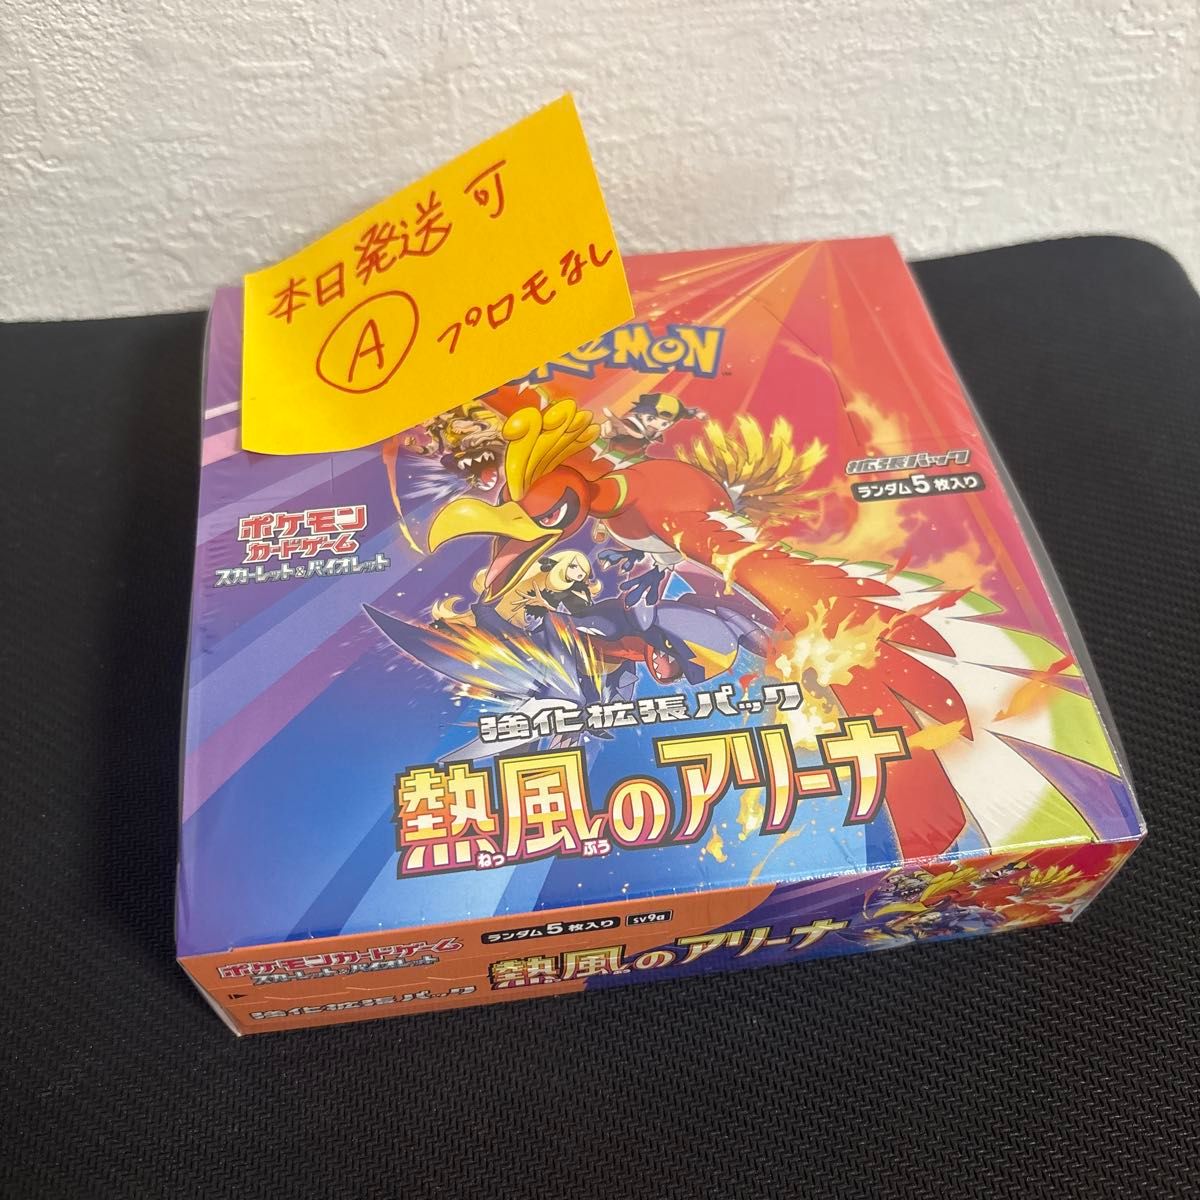 本日発送可
A プロモなし
POKéMON
拡張パック
ランダム5枚入り
ポケモン
カードゲーム
スカーレット&バイオレット
強化拡張パック
熱風のアリーナ
ねっ ぷう
ポケモンカードゲーム
スカーレット&バイオレット
ランダム5枚入り sv9a
強化拡張パック
熱風のアリーナ